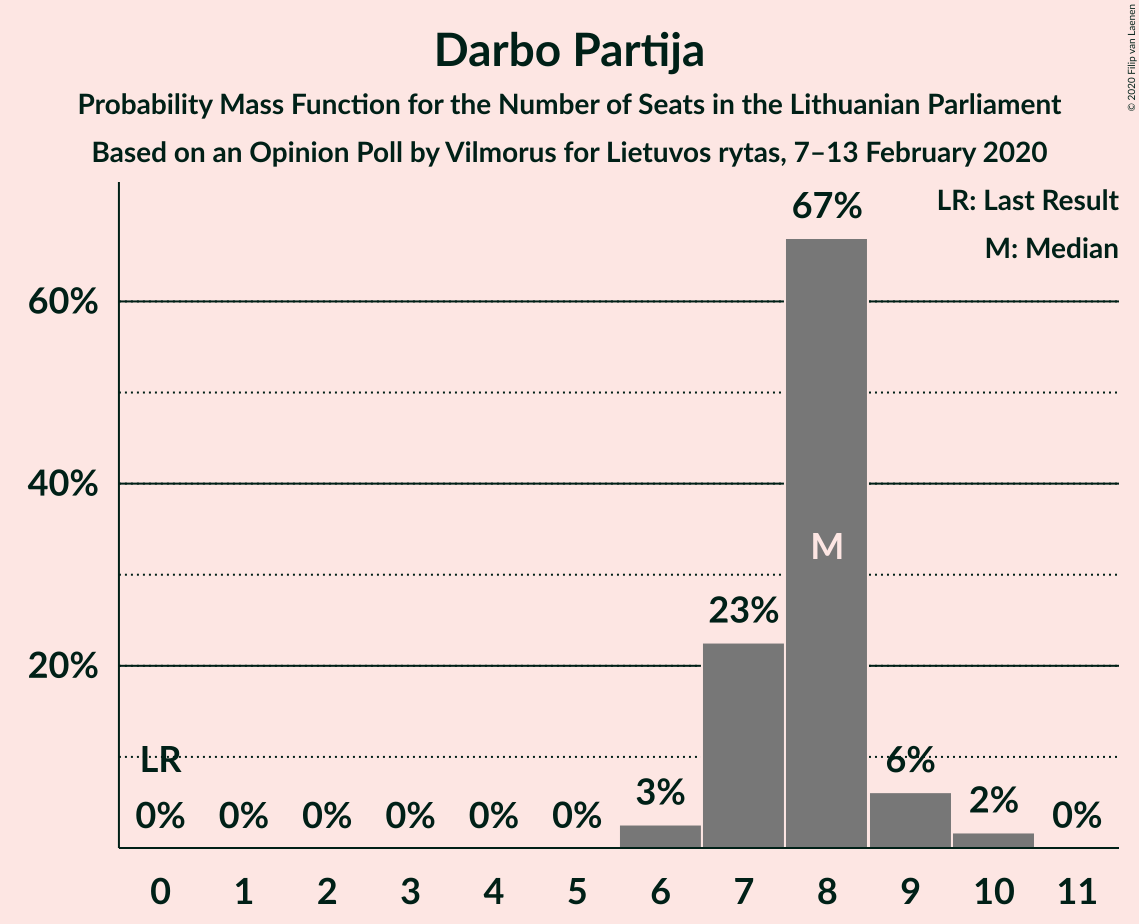 Darbo Partija
Probability Mass Function for the Number of Seats in the Lithuanian Parliament
Based on an Opinion Poll by Vilmorus for Lietuvos rytas, 7–13 February 2020
© 2020 Filip van Laenen
LR: Last Result
M: Median
67%
60%
40%
M
23%
20%
LR
6%
0% 0% 0% 0% 0% 0% 3% 2% 0%
0 1 2 3 4 5 6 7 8 9 10 11